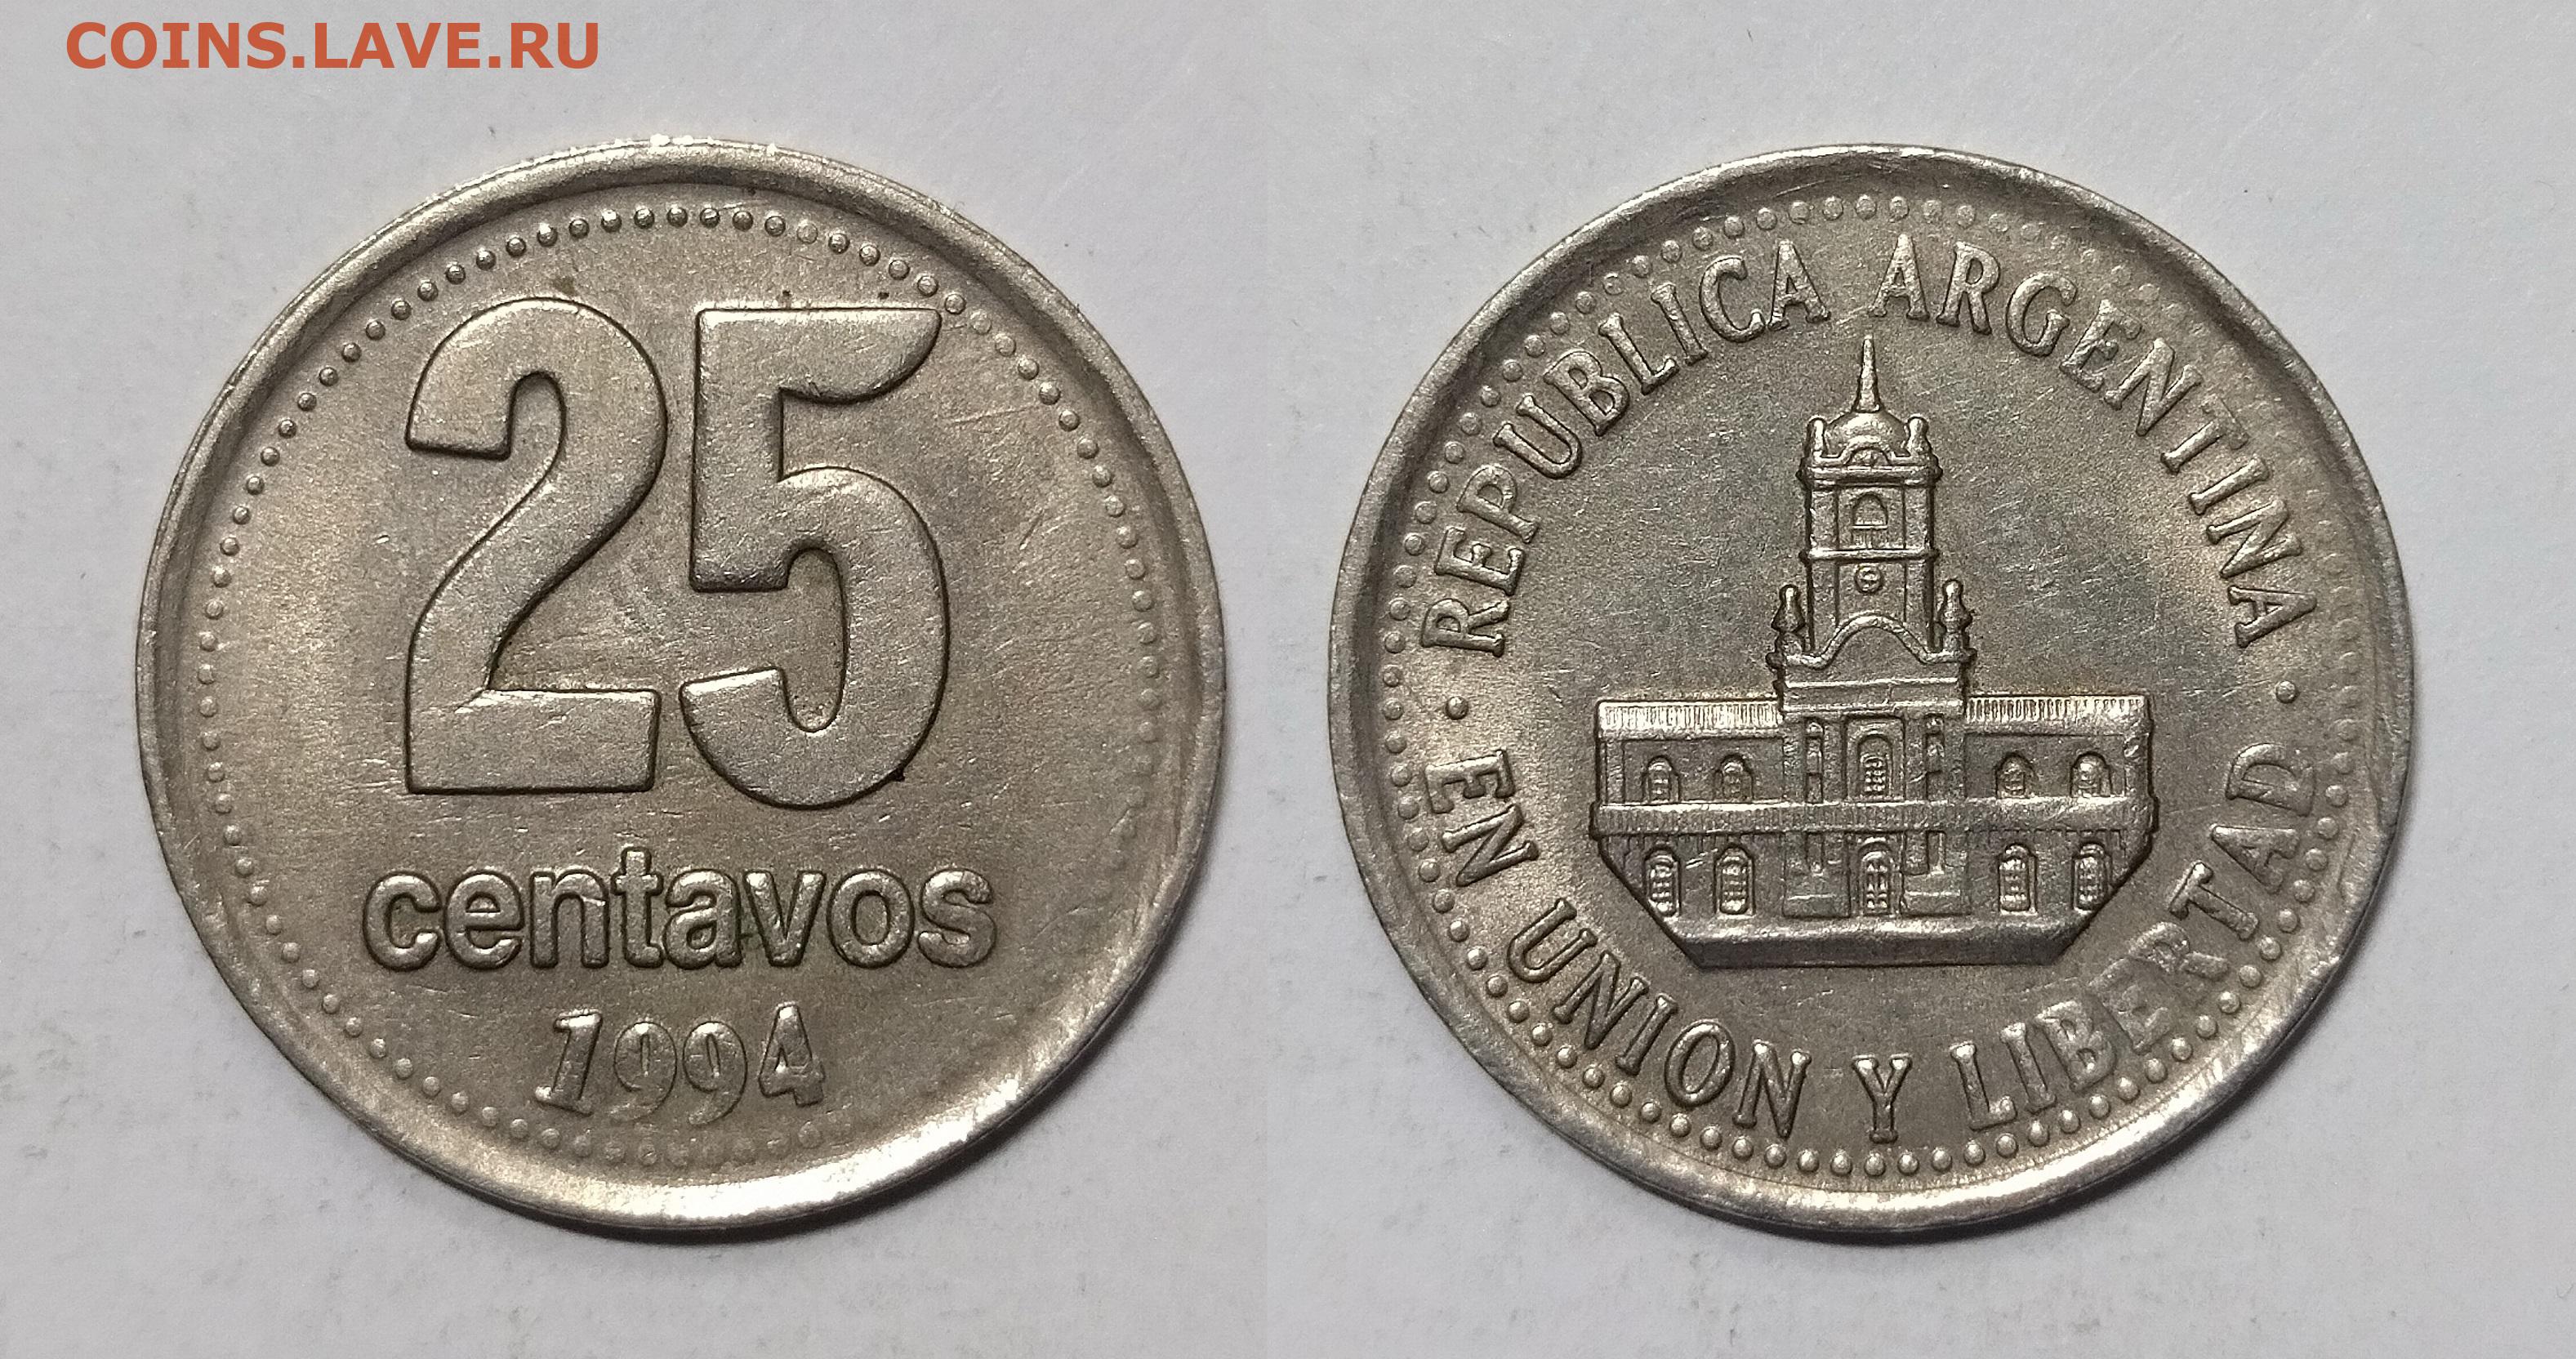 COINS.LAVE.RU
25
centavos
1994
REPUBLICA ARGENTINA
EN UNION Y LIBERTAD